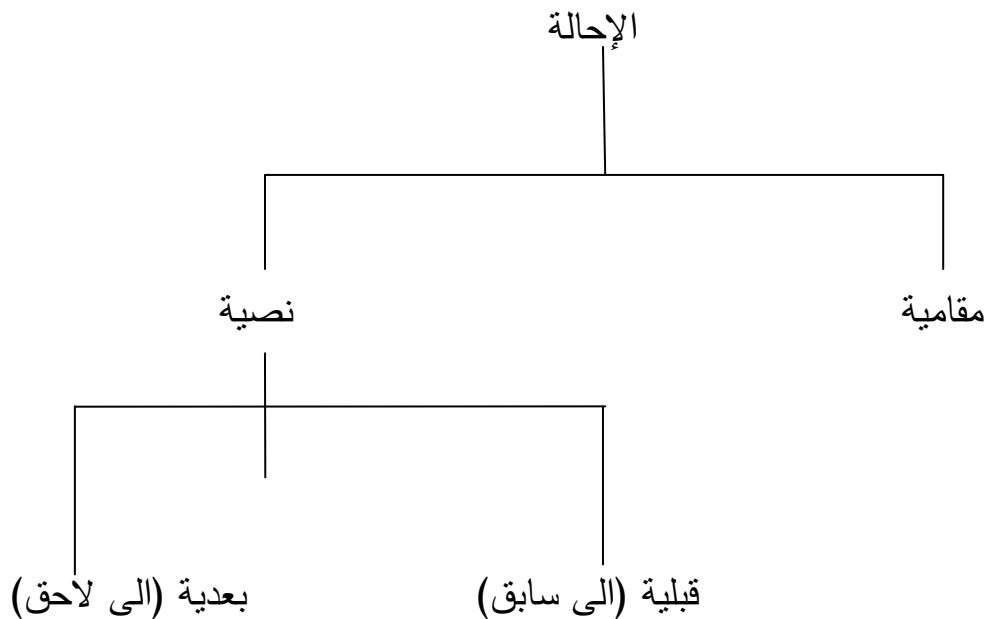 الإحالة
مقامية
نصية
قبلية (الى سابق)
بعدية (الى لاحق)